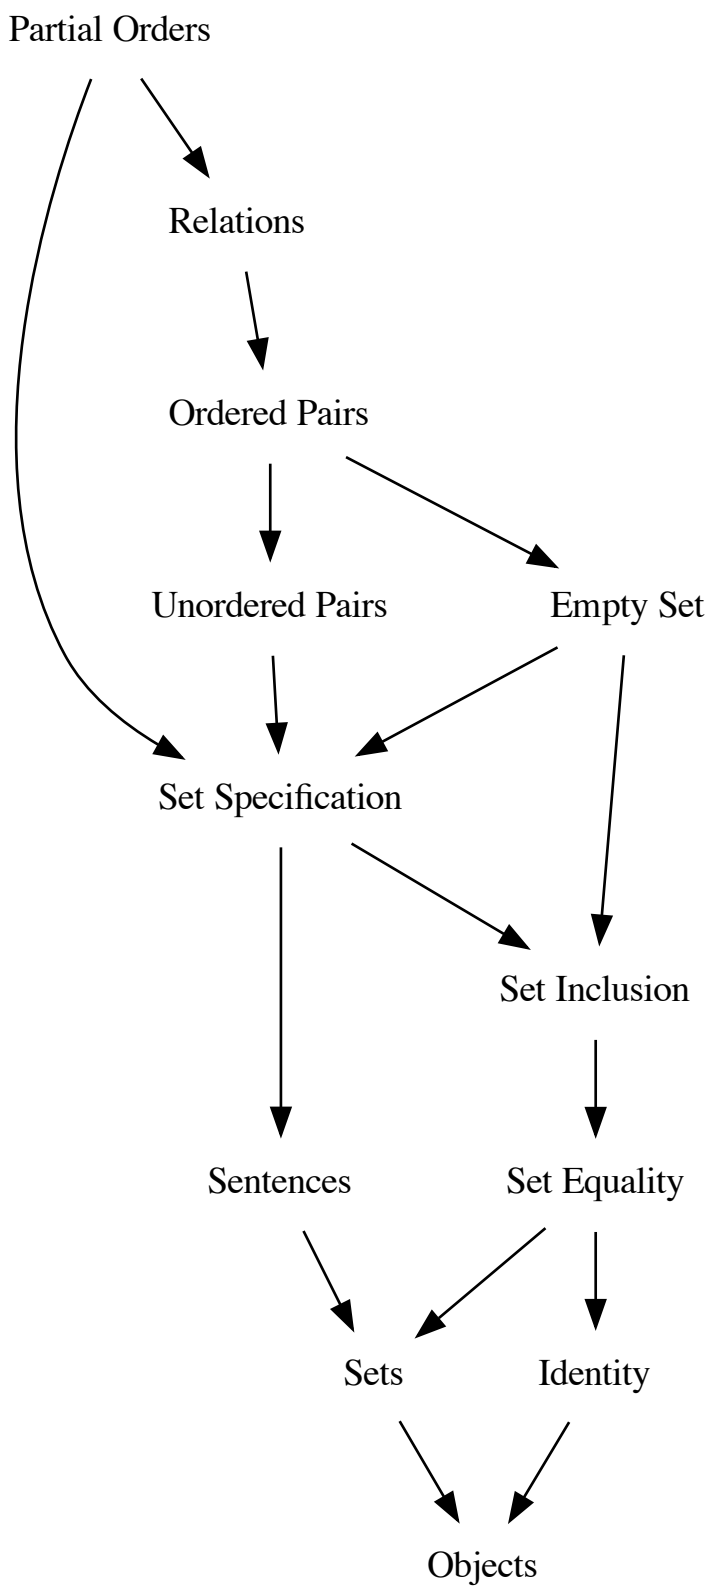 Partial Orders
Relations
Ordered Pairs
Unordered Pairs
Empty Set
Set Specification
Set Inclusion
Sentences
Set Equality
Sets
Identity
Objects